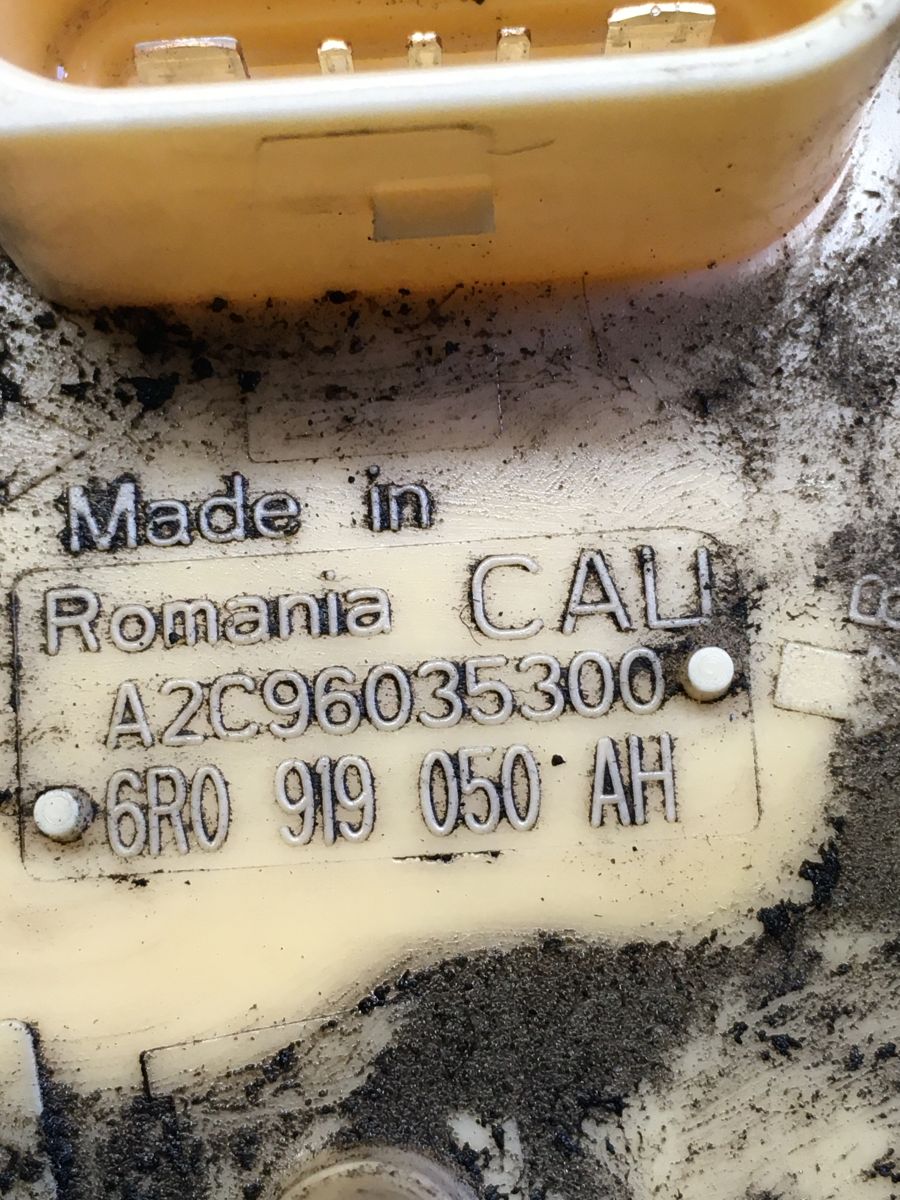 Made in
Romania CALI
A2C96035300
6R0 919 050 AH